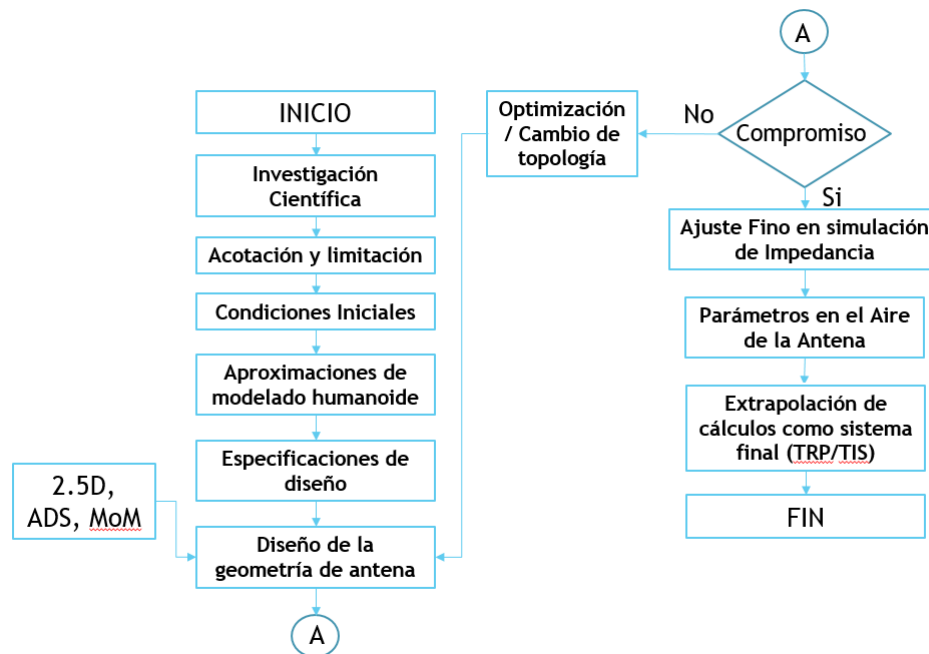 INICIO
Investigación
Científica
Acotación y limitación
Condiciones Iniciales
Aproximaciones de
modelado humanoide
Especificaciones de
diseño
2.5D,
ADS, MoM
Diseño de la
geometría de antena
A
A
Compromiso
No
Optimización
/ Cambio de
topología
Si
Ajuste Fino en simulación
de Impedancia
Parámetros en el Aire
de la Antena
Extrapolación de
cálculos como sistema
final (TRP/TIS)
FIN